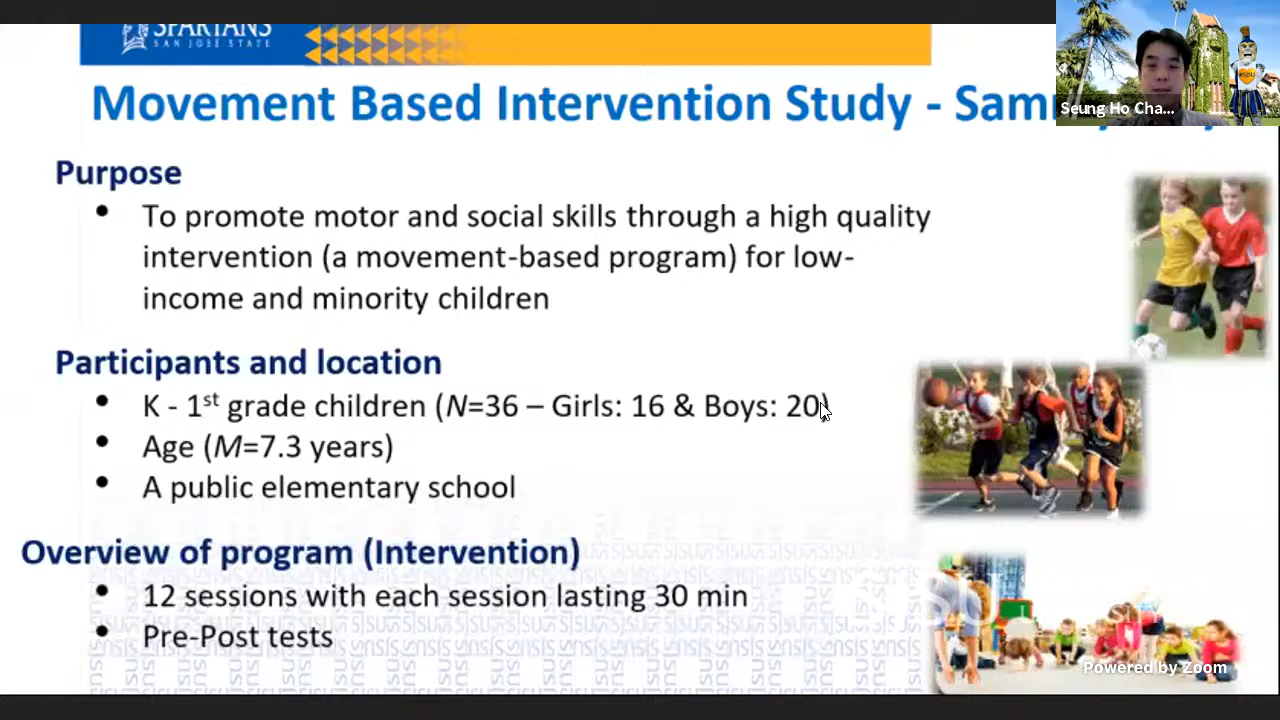 SPARTANS
SAN JOSE STATE
Movement Based Intervention Study -
Seung Ho Cha...
Purpose
• To promote motor and social skills through a high quality
intervention (a movement-based program) for low-
income and minority children
Participants and location
• K - 1st grade children (N=36 – Girls: 16 & Boys: 20)
• Age (M=7.3 years)
• A public elementary school
Overview of program (Intervention)
• 12 sessions with each session lasting 30 min
• Pre-Post tests
Powered by Zoom